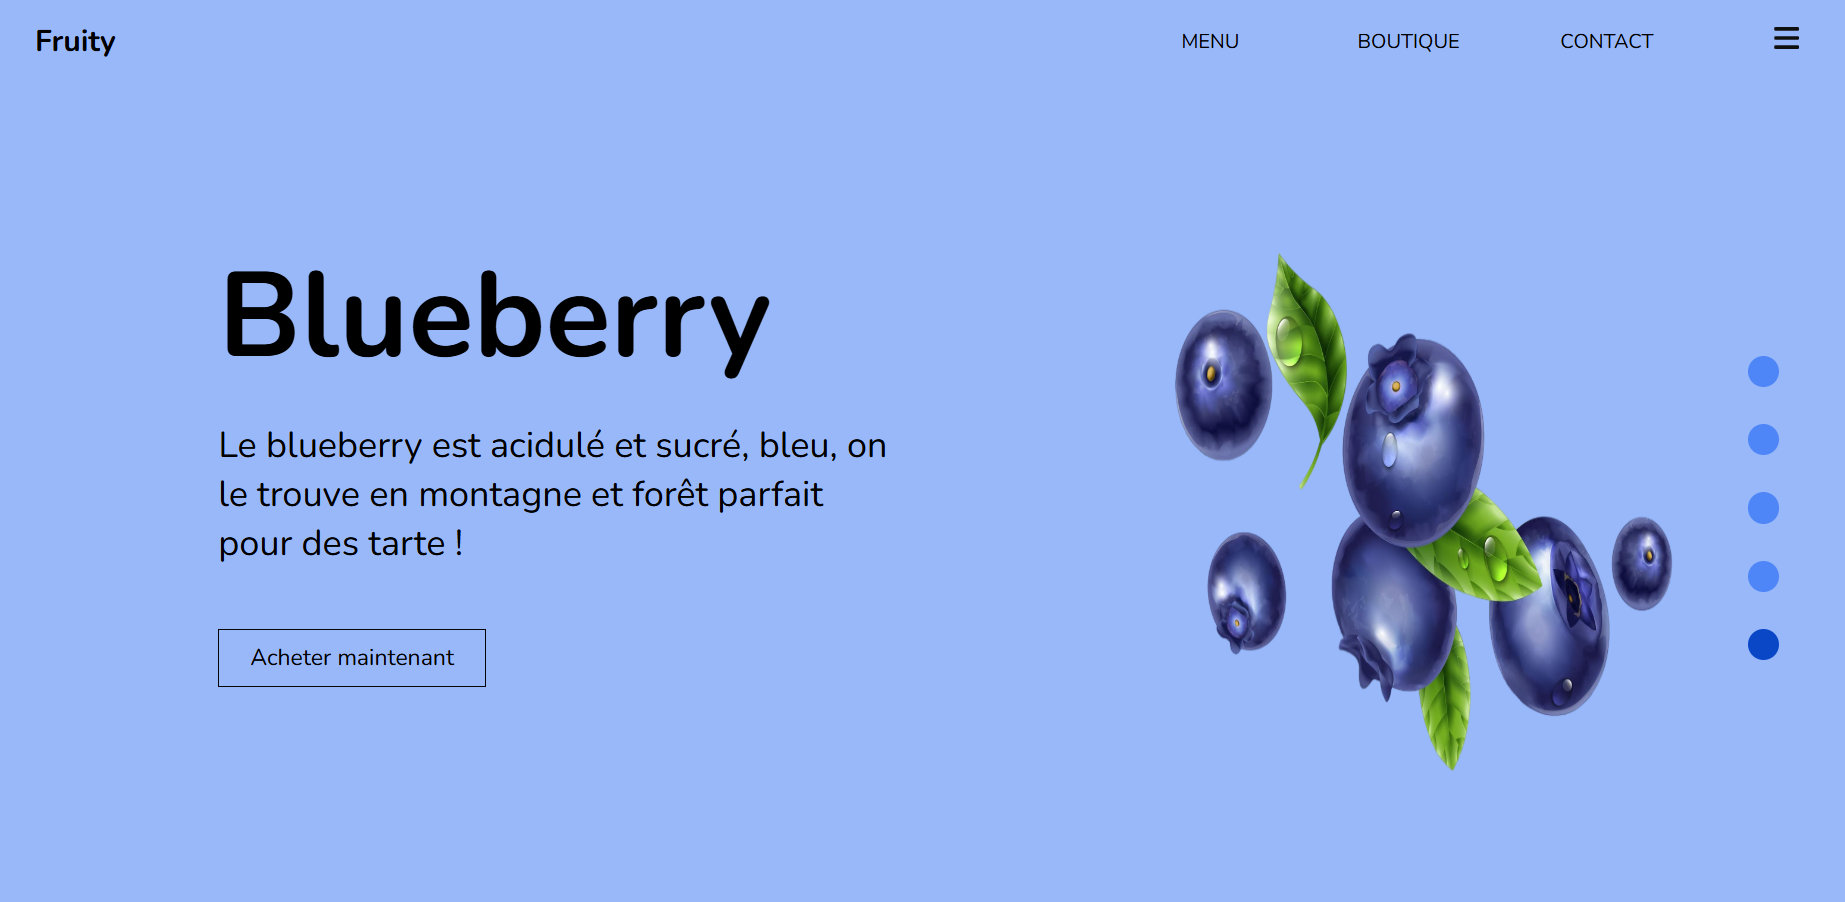 Fruity
MENU
BOUTIQUE
CONTACT
Blueberry
Le blueberry est acidulé et sucré, bleu, on
le trouve en montagne et forêt parfait
pour des tarte !
Acheter maintenant